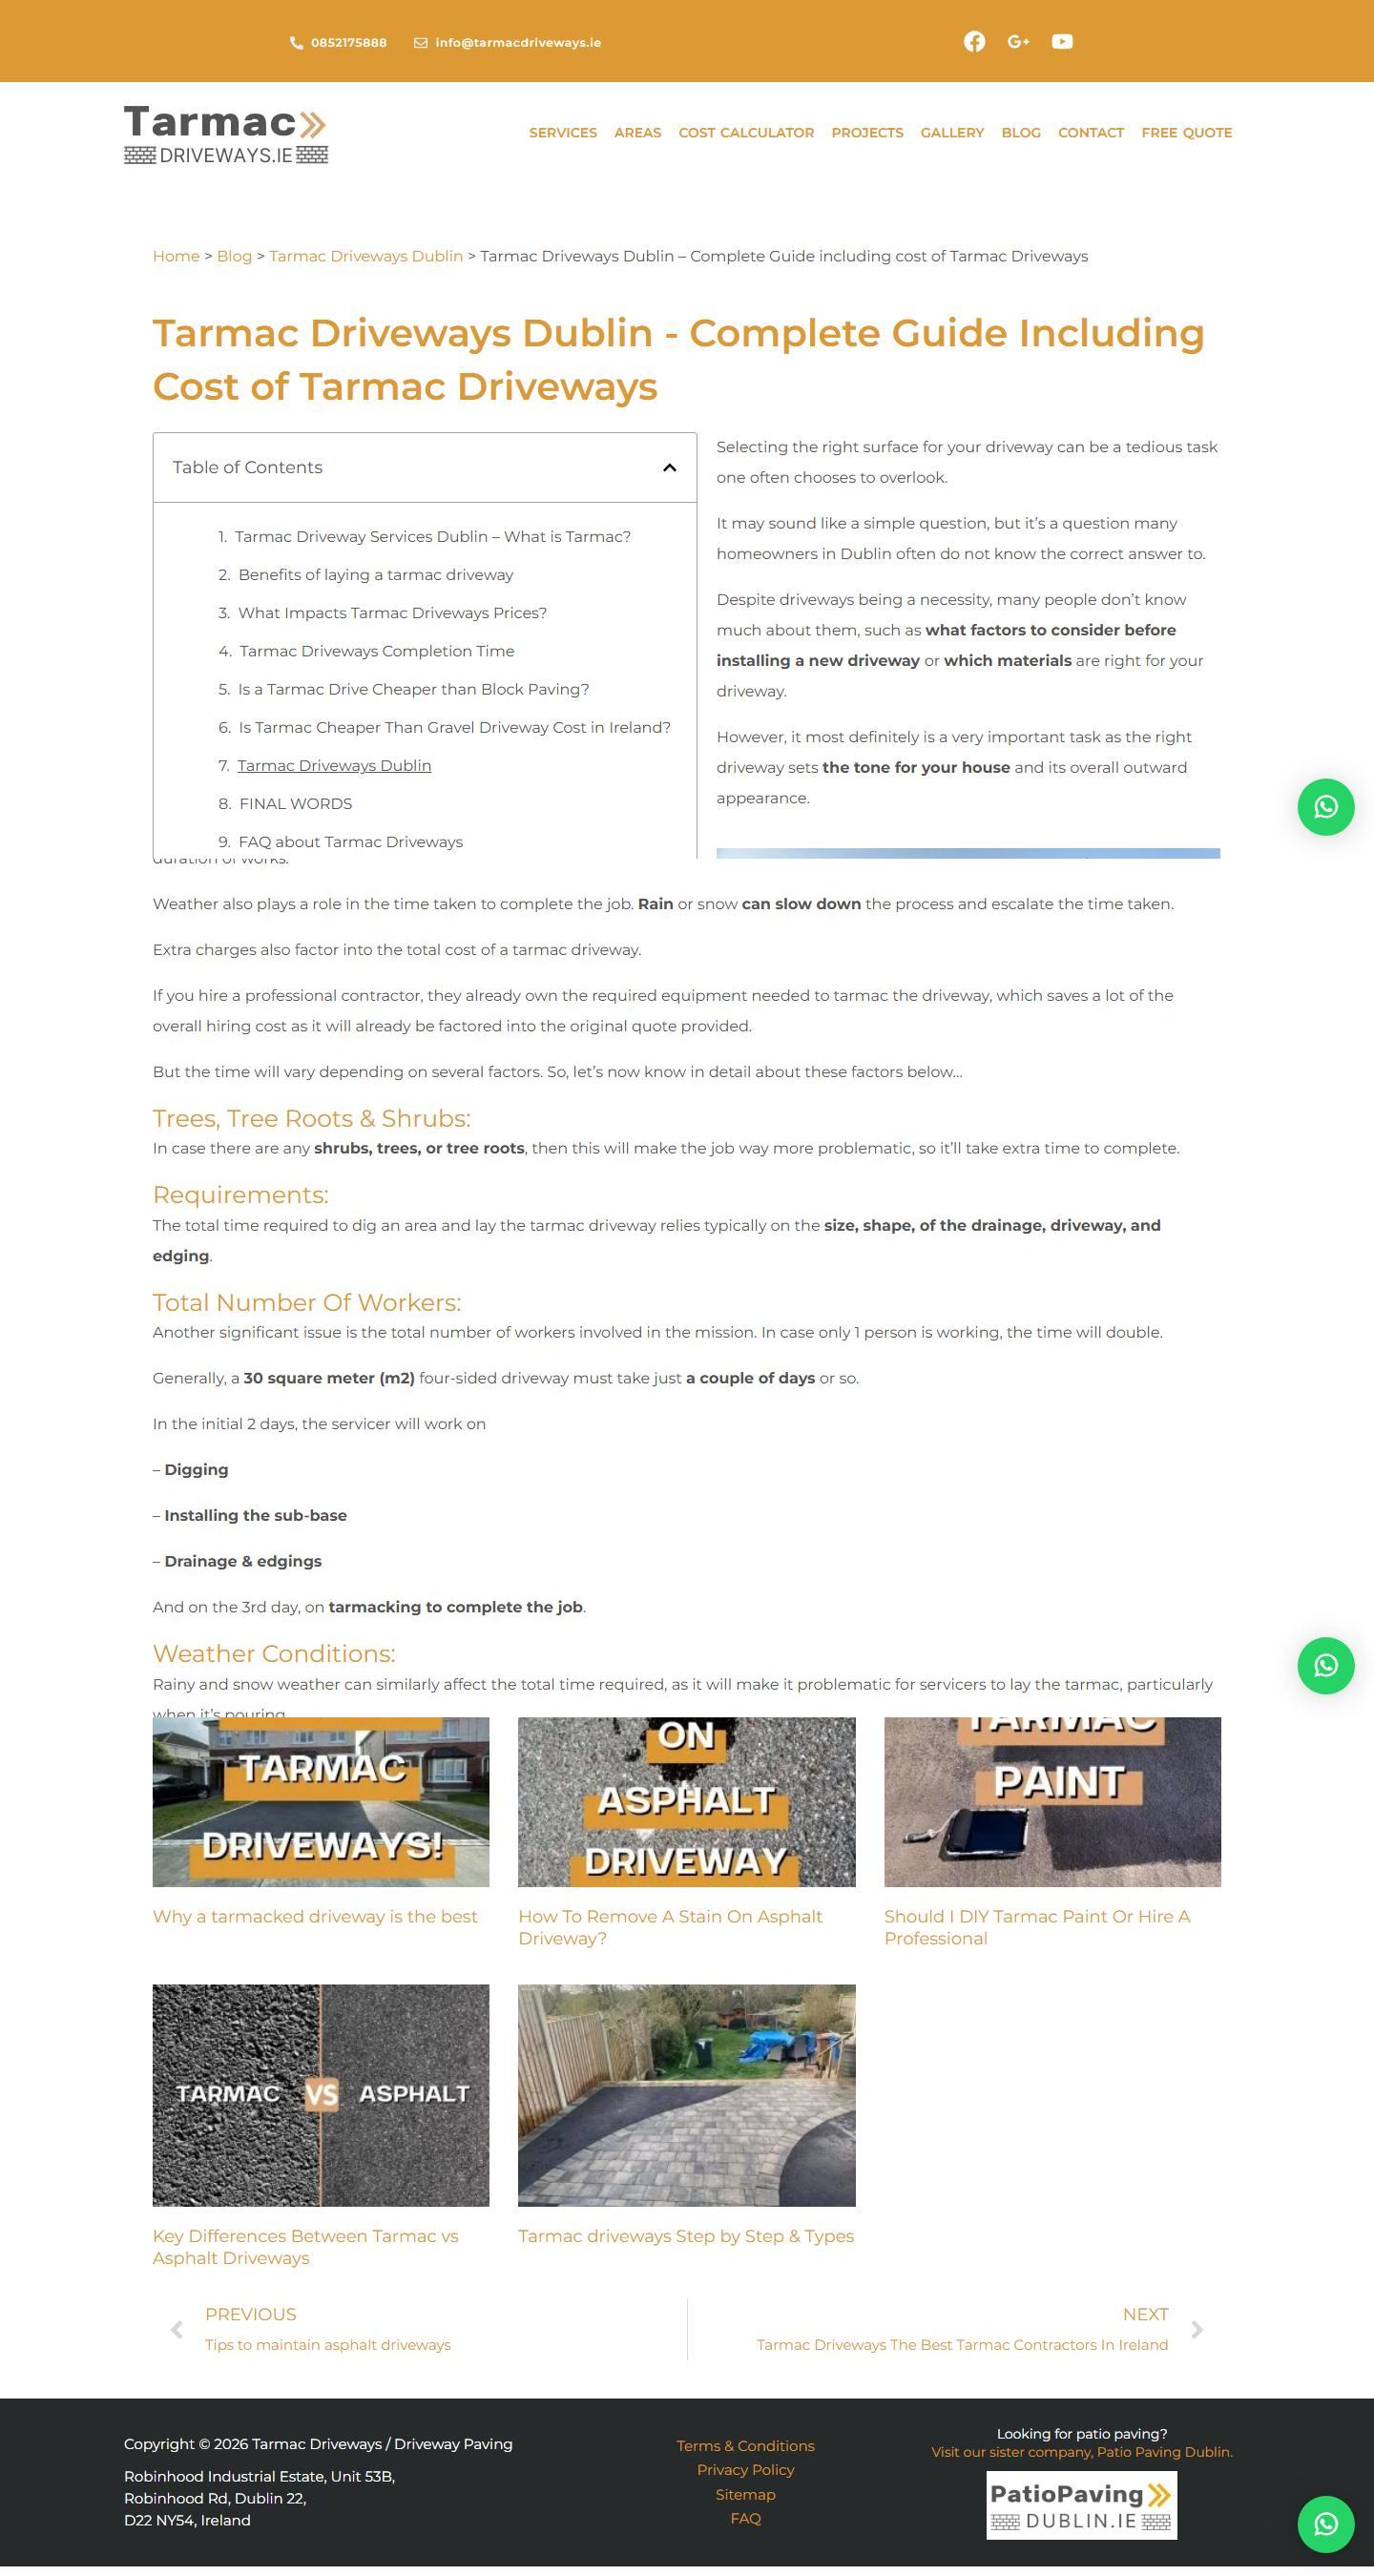 0852175888 info@tarmacdriveways.ie
Tarmac
DRIVEWAYS.IE
SERVICES AREAS COST CALCULATOR PROJECTS GALLERY BLOG CONTACT FREE QUOTE
Home > Blog > Tarmac Driveways Dublin > Tarmac Driveways Dublin – Complete Guide including cost of Tarmac Driveways
Tarmac Driveways Dublin - Complete Guide Including
Cost of Tarmac Driveways
Table of Contents
1. Tarmac Driveway Services Dublin – What is Tarmac?
2. Benefits of laying a tarmac driveway
3. What Impacts Tarmac Driveways Prices?
4. Tarmac Driveways Completion Time
5. Is a Tarmac Drive Cheaper than Block Paving?
6. Is Tarmac Cheaper Than Gravel Driveway Cost in Ireland?
7. Tarmac Driveways Dublin
8. FINAL WORDS
9. FAQ about Tarmac Driveways
Selecting the right surface for your driveway can be a tedious task
one often chooses to overlook.
It may sound like a simple question, but it’s a question many
homeowners in Dublin often do not know the correct answer to.
Despite driveways being a necessity, many people don’t know
much about them, such as what factors to consider before
installing a new driveway or which materials are right for your
driveway.
However, it most definitely is a very important task as the right
driveway sets the tone for your house and its overall outward
appearance.
duration of works.
Weather also plays a role in the time taken to complete the job. Rain or snow can slow down the process and escalate the time taken.
Extra charges also factor into the total cost of a tarmac driveway.
If you hire a professional contractor, they already own the required equipment needed to tarmac the driveway, which saves a lot of the
overall hiring cost as it will already be factored into the original quote provided.
But the time will vary depending on several factors. So, let’s now know in detail about these factors below…
Trees, Tree Roots & Shrubs:
In case there are any shrubs, trees, or tree roots, then this will make the job way more problematic, so it’ll take extra time to complete.
Requirements:
The total time required to dig an area and lay the tarmac driveway relies typically on the size, shape, of the drainage, driveway, and
edging.
Total Number Of Workers:
Another significant issue is the total number of workers involved in the mission. In case only 1 person is working, the time will double.
Generally, a 30 square meter (m2) four-sided driveway must take just a couple of days or so.
In the initial 2 days, the servicer will work on
– Digging
– Installing the sub-base
– Drainage & edgings
And on the 3rd day, on tarmacking to complete the job.
Weather Conditions:
Rainy and snow weather can similarly affect the total time required, as it will make it problematic for servicers to lay the tarmac, particularly
when it’s pouring
TARMAC
DRIVEWAYS!
ON
ASPHALT
DRIVEWAY
TARMAC
PAINT
Why a tarmacked driveway is the best
How To Remove A Stain On Asphalt
Driveway?
Should I DIY Tarmac Paint Or Hire A
Professional
TARMAC VS ASPHALT
Key Differences Between Tarmac vs
Asphalt Driveways
Tarmac driveways Step by Step & Types
PREVIOUS
Tips to maintain asphalt driveways
NEXT
Tarmac Driveways The Best Tarmac Contractors In Ireland
Copyright © 2026 Tarmac Driveways / Driveway Paving
Robinhood Industrial Estate, Unit 53B,
Robinhood Rd, Dublin 22,
D22 NY54, Ireland
Terms & Conditions
Privacy Policy
Sitemap
FAQ
Looking for patio paving?
Visit our sister company, Patio Paving Dublin.
PatioPaving
DUBLIN.IE